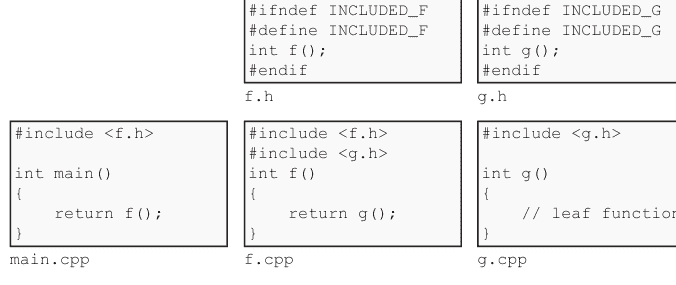 #ifndef INCLUDED_F
#define INCLUDED_F
int f();
#endif
f.h
#ifndef INCLUDED_G
#define INCLUDED_G
int g();
#endif
g.h
#include <f.h>
int main()
{
    return f();
}
main.cpp
#include <f.h>
#include <g.h>
int f()
{
    return g();
}
f.cpp
#include <g.h>
int g()
{
    // leaf function
}
g.cpp